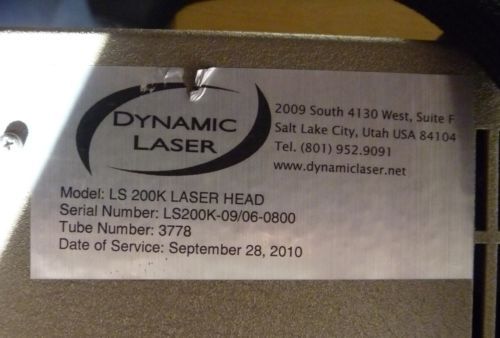 DYNAMIC
LASER
2009 South 4130 West, Suite F
Salt Lake City, Utah USA 84104
Tel. (801) 952.9091
www.dynamiclaser.net
Model: LS 200K LASER HEAD
Serial Number: LS200K-09/06-0800
Tube Number: 3778
Date of Service: September 28, 2010